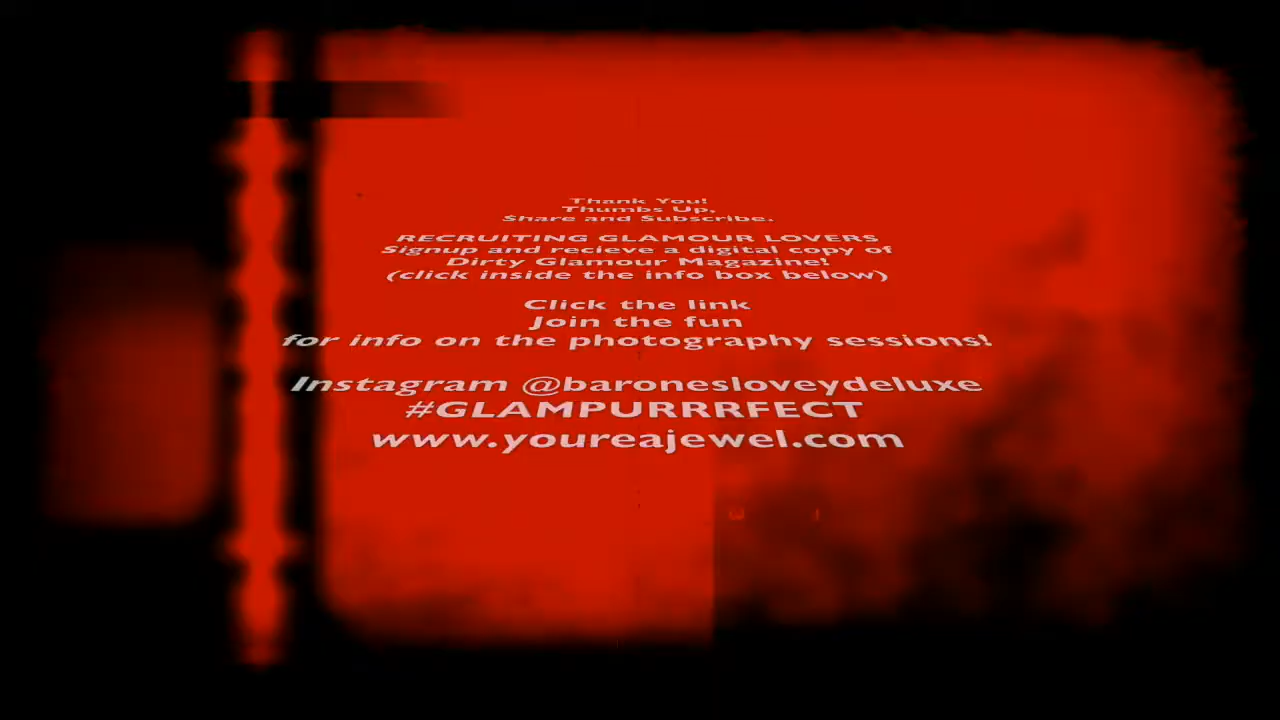 Thank You!
Thumbs Up,
Share and Subscribe.
RECRUITING GLAMOUR LOVERS
Signup and recieve a digital copy of
Dirty Glamour Magazine!
(click inside the info box below)
Click the link
Join the fun
for info on the photography sessions!
Instagram @baronesloveydeluxe
#GLAMPURRRFECT
www.youreajewel.com